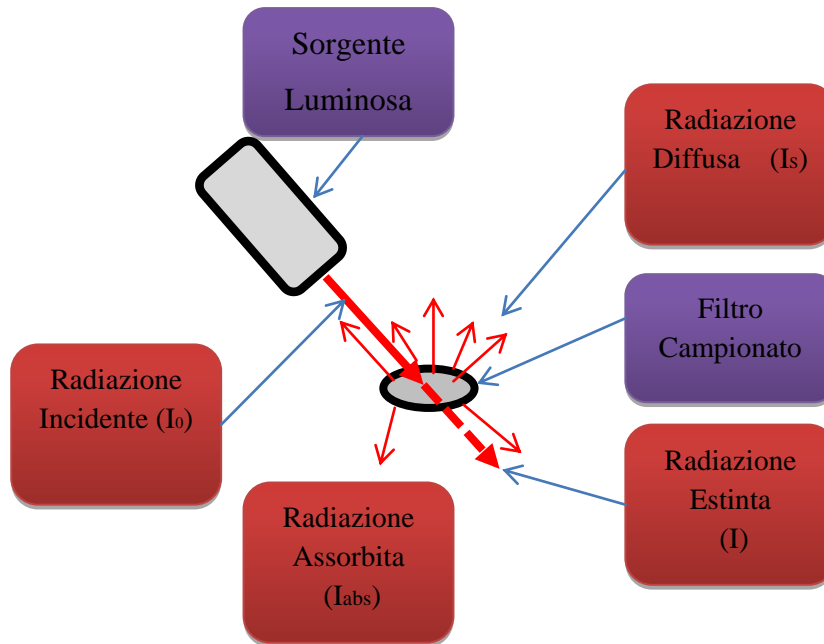 Sorgente
Luminosa
Radiazione
Diffusa (Is)
Filtro
Campionato
Radiazione
Incidente (I0)
Radiazione
Estinta
(I)
Radiazione
Assorbita
(Iabs)